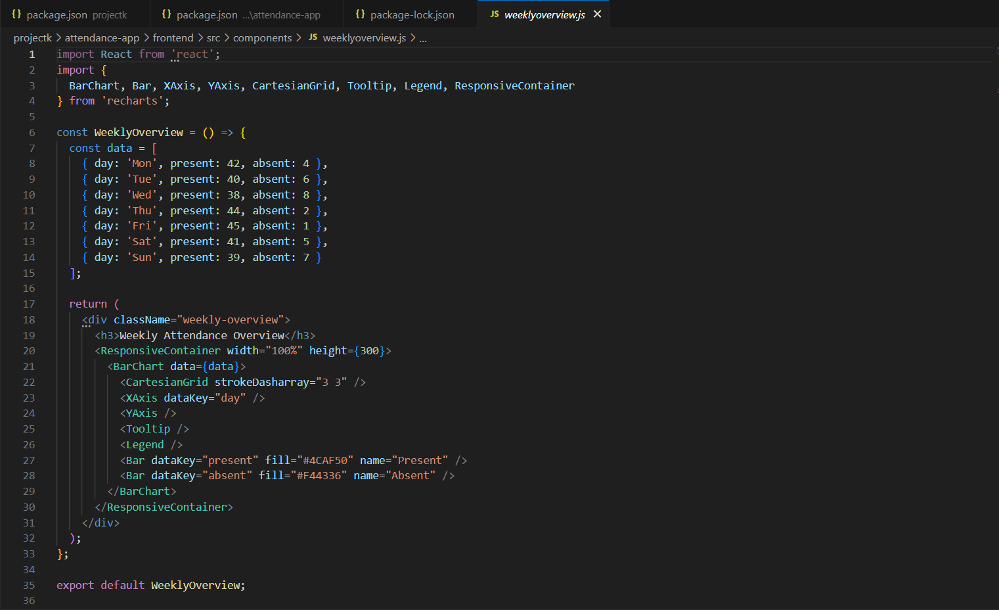 {} package.json projectk {} package.json ...\attendance-app {} package-lock.json JS weeklyoverview.js ×
projectk > attendance-app > frontend > src > components > JS weeklyoverview.js > ...
1 import React from 'react';
2 import {
3   BarChart, Bar, XAxis, YAxis, CartesianGrid, Tooltip, Legend, ResponsiveContainer
4 } from 'recharts';
5
6 const WeeklyOverview = () => {
7   const data = [
8     { day: 'Mon', present: 42, absent: 4 },
9     { day: 'Tue', present: 40, absent: 6 },
10     { day: 'Wed', present: 38, absent: 8 },
11     { day: 'Thu', present: 44, absent: 2 },
12     { day: 'Fri', present: 45, absent: 1 },
13     { day: 'Sat', present: 41, absent: 5 },
14     { day: 'Sun', present: 39, absent: 7 }
15   ];
16
17   return (
18     <div className="weekly-overview">
19       <h3>Weekly Attendance Overview</h3>
20       <ResponsiveContainer width="100%" height={300}>
21         <BarChart data={data}>
22           <CartesianGrid strokeDasharray="3 3" />
23           <XAxis dataKey="day" />
24           <YAxis />
25           <Tooltip />
26           <Legend />
27           <Bar dataKey="present" fill="#4CAF50" name="Present" />
28           <Bar dataKey="absent" fill="#F44336" name="Absent" />
29         </BarChart>
30       </ResponsiveContainer>
31     </div>
32   );
33 };
34
35 export default WeeklyOverview;
36